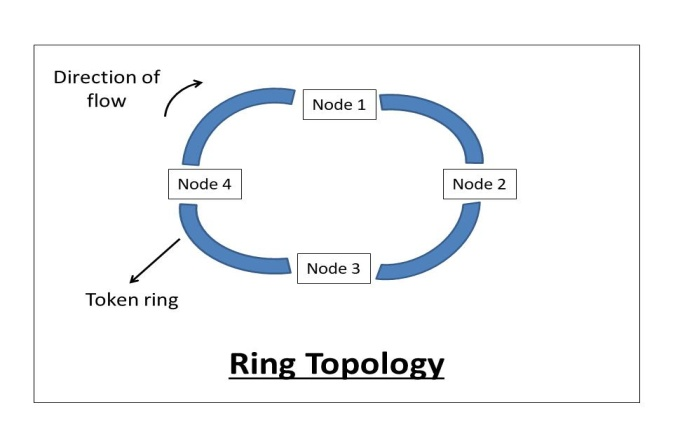 Direction of
flow
Node 1
Node 4
Node 2
Node 3
Token ring
Ring Topology